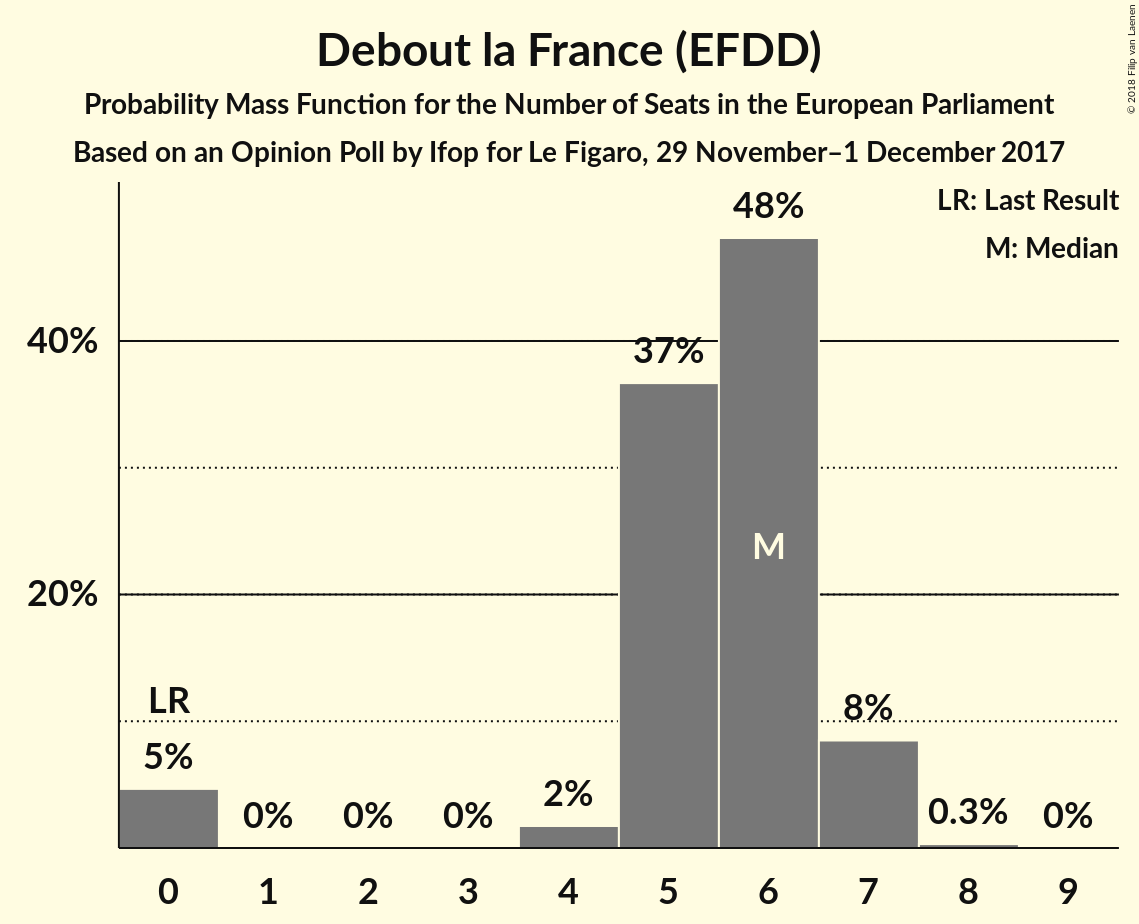 Debout la France (EFDD)
Probability Mass Function for the Number of Seats in the European Parliament
Based on an Opinion Poll by Ifop for Le Figaro, 29 November–1 December 2017
© 2018 Filip van Laenen
LR: Last Result
M: Median
40%
20%
LR
5%
0%
0%
0%
2%
37%
48%
M
8%
0.3%
0%
0 1 2 3 4 5 6 7 8 9